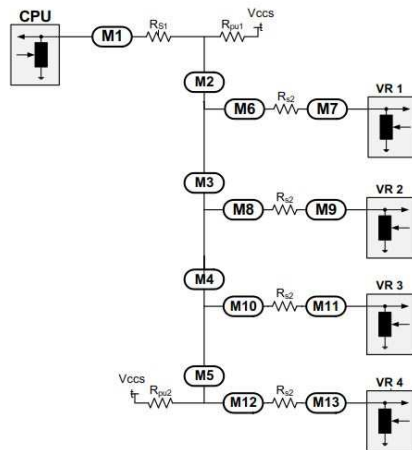 CPU
M1
RS1
Rpu1
Vccs
t
M2
VR 1
M6
Rs2
M7
M3
VR 2
M8
Rs2
M9
M4
VR 3
M10
Rs2
M11
M5
Vccs
t
Rpu2
VR 4
M12
Rs2
M13